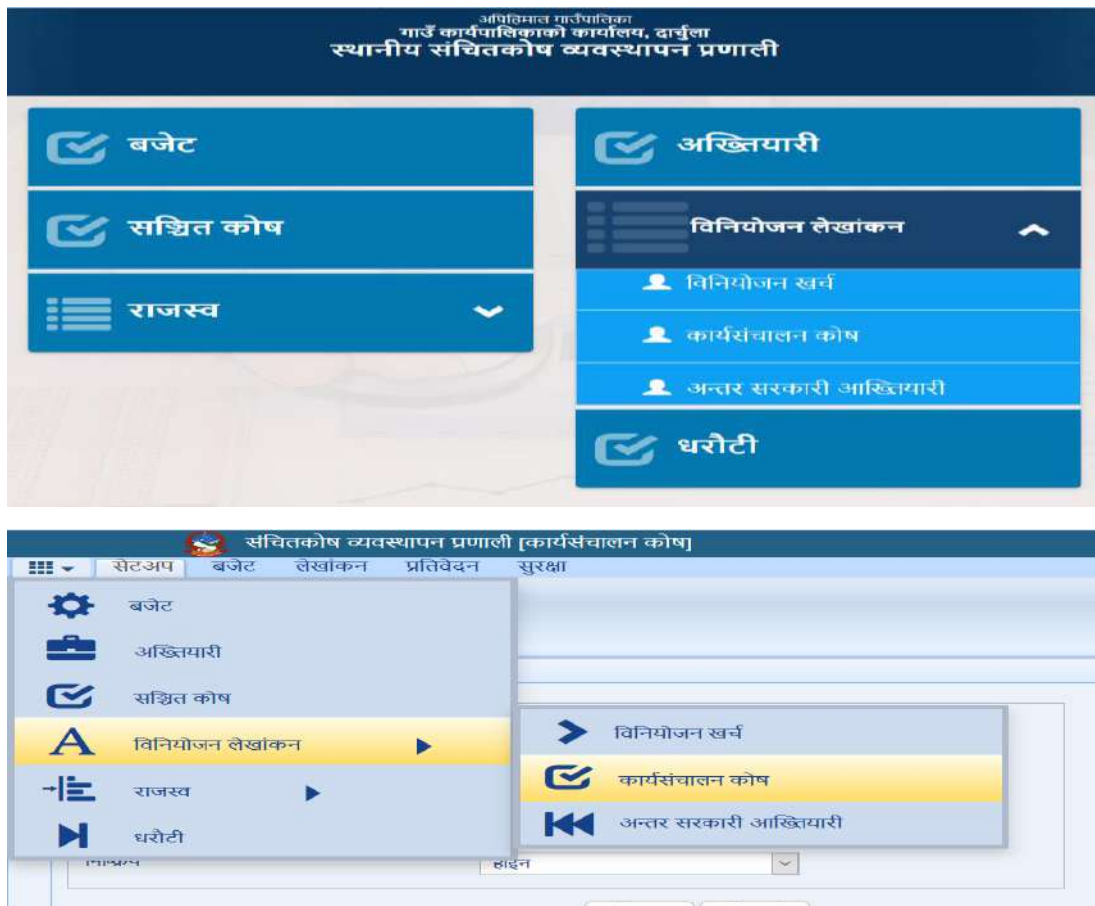 अपिहिमाल गाउँपालिका
गाउँ कार्यपालिकाको कार्यालय, दार्चुला
स्थानीय संचितकोष व्यवस्थापन प्रणाली
बजेट
सञ्चित कोष
राजस्व
अख्तियारी
विनियोजन लेखांकन
विनियोजन खर्च
कार्यसंचालन कोष
अन्तर सरकारी आख्तियारी
धरौटी
संचितकोष व्यवस्थापन प्रणाली [कार्यसंचालन कोष]
सेटअप बजेट लेखांकन प्रतिवेदन सुरक्षा
बजेट
अख्तियारी
सञ्चित कोष
विनियोजन लेखांकन
राजस्व
धरौटी
विनियोजन खर्च
कार्यसंचालन कोष
अन्तर सरकारी आख्तियारी
होईन